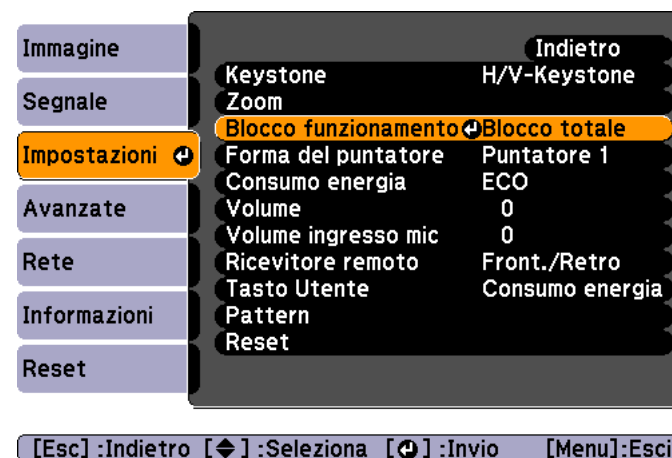 Immagine
Segnale
Impostazioni
Avanzate
Rete
Informazioni
Reset
Indietro
Keystone H/V-Keystone
Zoom
Blocco funzionamento Blocco totale
Forma del puntatore Puntatore 1
Consumo energia ECO
Volume 0
Volume ingresso mic 0
Ricevitore remoto Front./Retro
Tasto Utente Consumo energia
Pattern
Reset
[Esc] :Indietro [◆] :Seleziona [↵] :Invio [Menu]:Esci